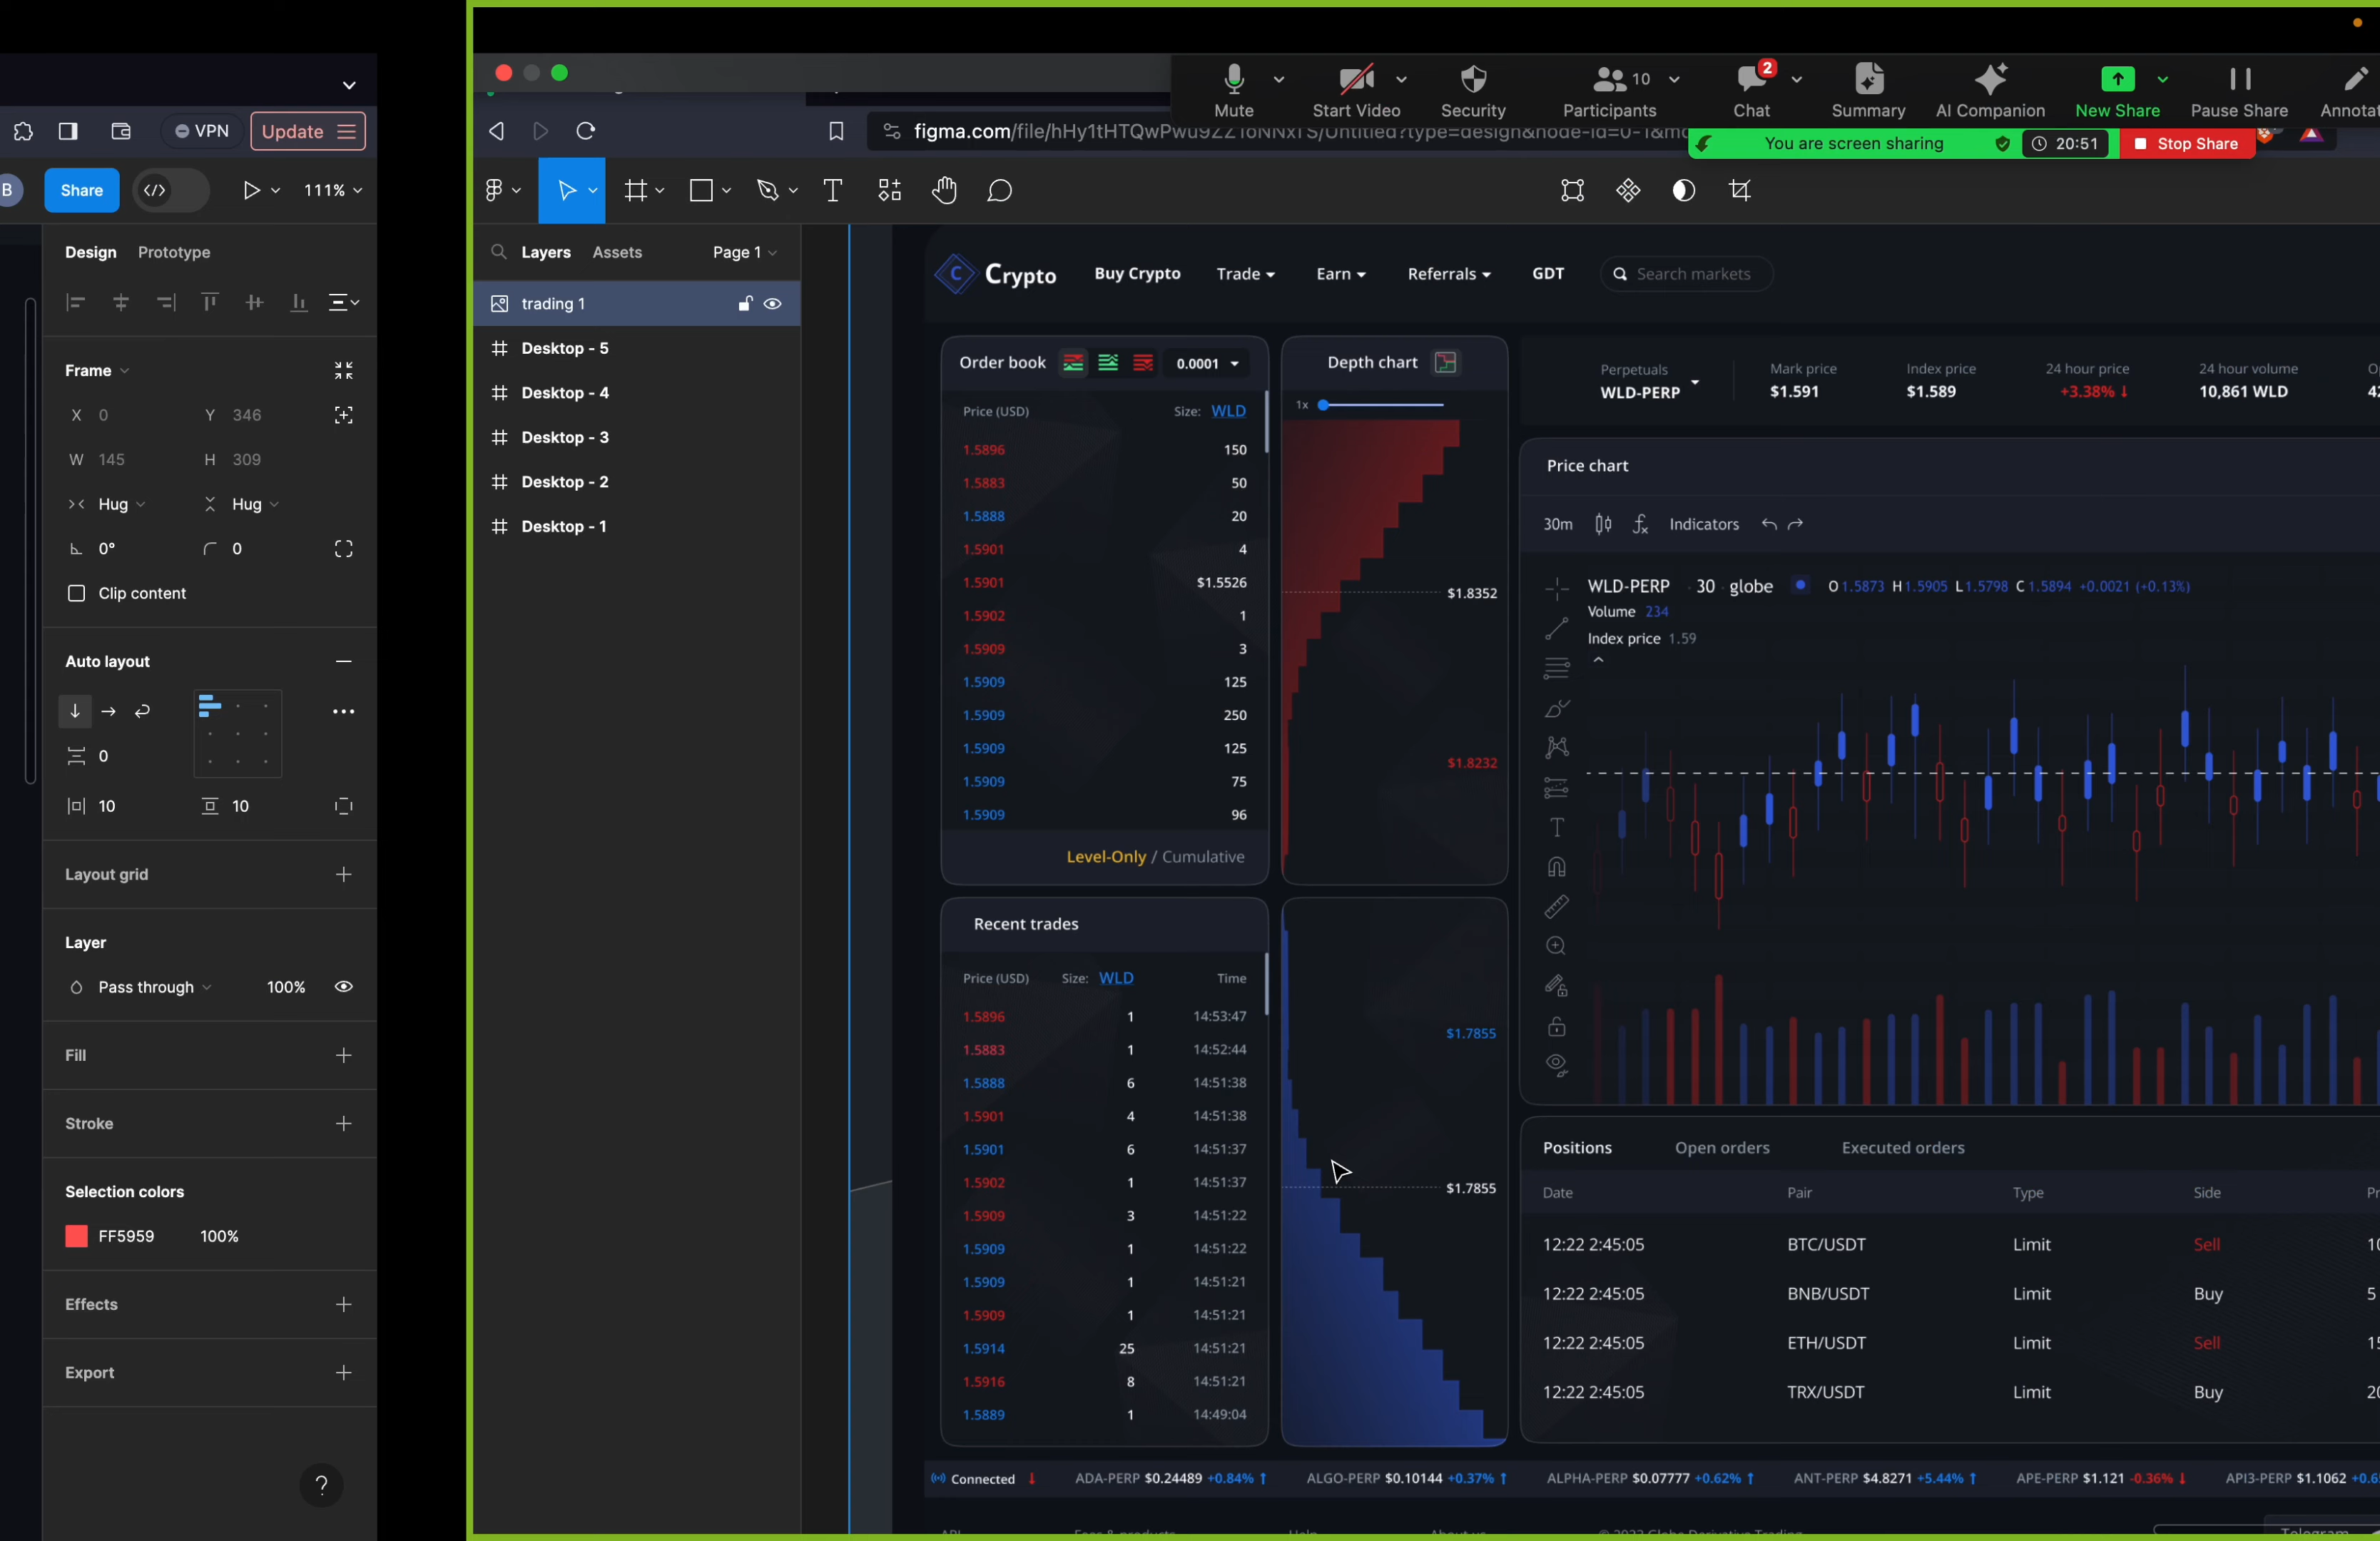 VPN
Update
B
Share
111%
Design Prototype
Frame
X 0 Y 346
W 145 H 309
Hug Hug
0° 0
Clip content
Auto layout
0
10 10
Layout grid
Layer
Pass through 100%
Fill
Stroke
Selection colors
FF5959 100%
Effects
Export
?
Mute
Start Video
Security
10
Participants
2
Chat
Summary
AI Companion
New Share
Pause Share
You are screen sharing
20:51
Stop Share
Layers Assets Page 1
trading 1
Desktop - 5
Desktop - 4
Desktop - 3
Desktop - 2
Desktop - 1
C Crypto Buy Crypto Trade Earn Referrals GDT Search markets
Order book 0.0001
Price (USD) Size: WLD
1.5896 150
1.5883 50
1.5888 20
1.5901 4
1.5901 $1.5526
1.5902 1
1.5909 3
1.5909 125
1.5909 250
1.5909 125
1.5909 75
1.5909 96
Level-Only / Cumulative
Depth chart
1x
$1.8352
$1.8232
Recent trades
Price (USD) Size: WLD Time
1.5896 1 14:53:47
1.5883 1 14:52:44
1.5888 6 14:51:38
1.5901 4 14:51:38
1.5901 6 14:51:37
1.5902 1 14:51:37
1.5909 3 14:51:22
1.5909 1 14:51:22
1.5909 1 14:51:21
1.5909 1 14:51:21
1.5914 25 14:51:21
1.5916 8 14:51:21
1.5889 1 14:49:04
$1.7855
$1.7855
Perpetuals
WLD-PERP
Mark price
$1.591
Index price
$1.589
24 hour price
+3.38% ↓
24 hour volume
10,861 WLD
Price chart
30m Indicators
WLD-PERP · 30 globe O 1.5873 H 1.5905 L 1.5798 C 1.5894 +0.0021 (+0.13%)
Volume 234
Index price 1.59
Positions Open orders Executed orders
Date Pair Type Side
12:22 2:45:05 BTC/USDT Limit Sell
12:22 2:45:05 BNB/USDT Limit Buy 5
12:22 2:45:05 ETH/USDT Limit Sell
12:22 2:45:05 TRX/USDT Limit Buy
Connected ↓ ADA-PERP $0.24489 +0.84% ↑ ALGO-PERP $0.10144 +0.37% ↑ ALPHA-PERP $0.07777 +0.62% ↑ ANT-PERP $4.8271 +5.44% ↑ APE-PERP $1.121 -0.36% ↓ API3-PERP $1.1062